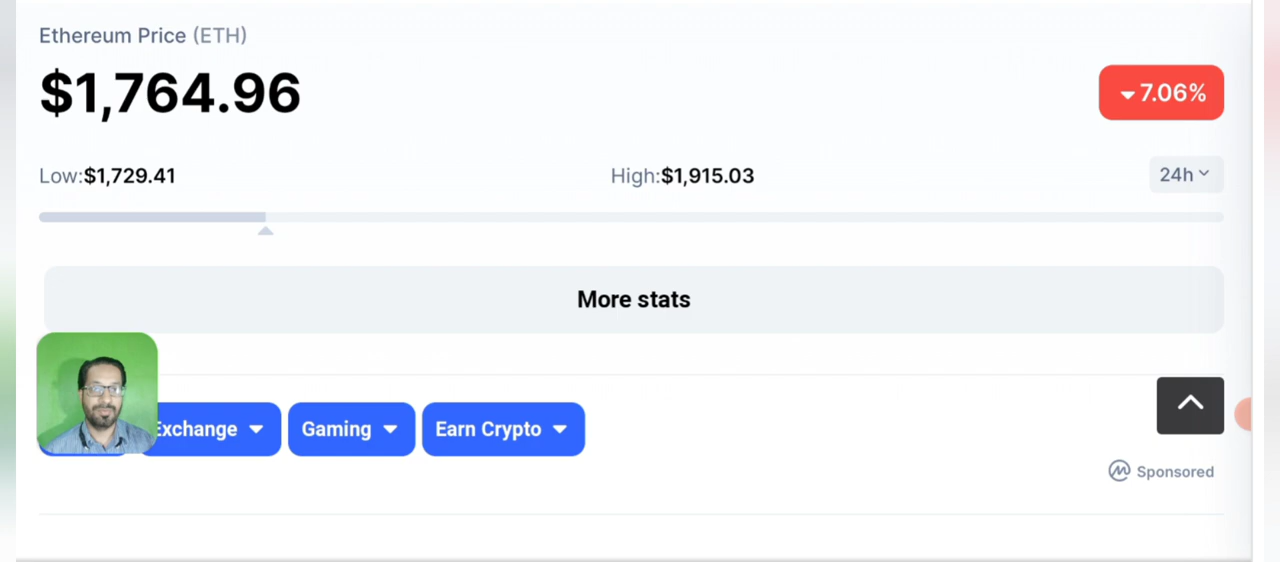 Ethereum Price (ETH)
$1,764.96
7.06%
Low:$1,729.41
High:$1,915.03
24h
More stats
Exchange
Gaming
Earn Crypto
Sponsored